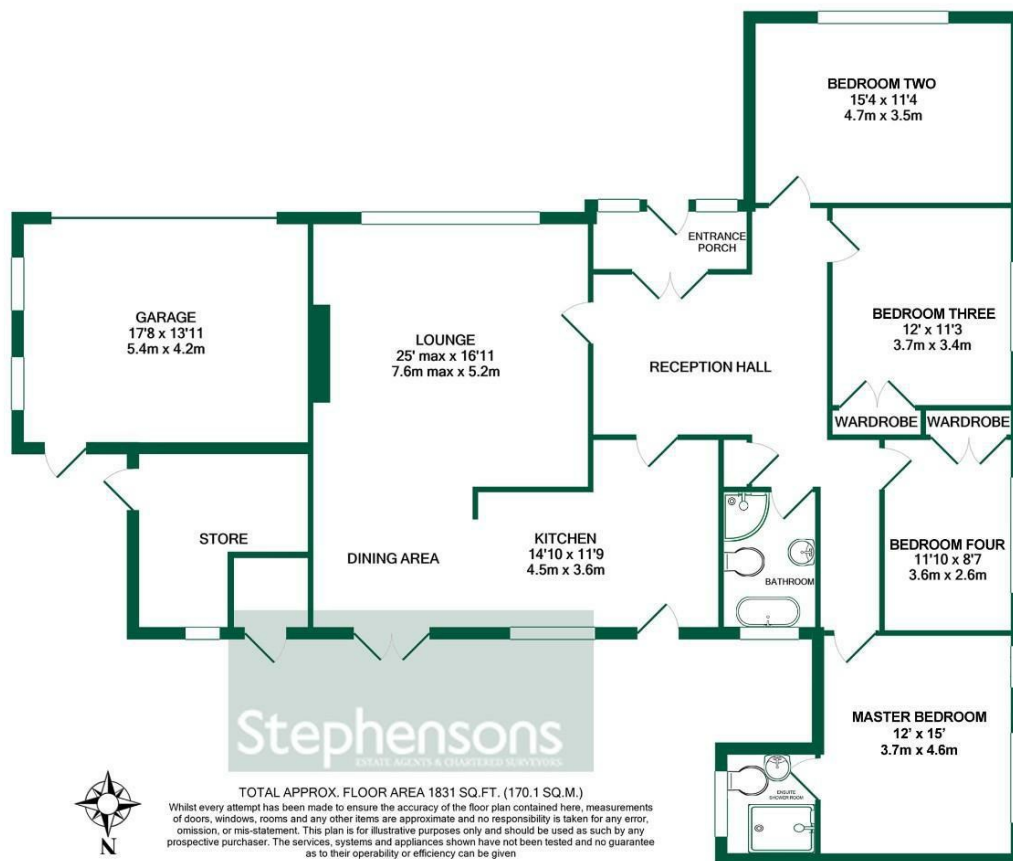 BEDROOM TWO
15'4 x 11'4
4.7m x 3.5m
ENTRANCE
PORCH
GARAGE
17'8 x 13'11
5.4m x 4.2m
LOUNGE
25' max x 16'11
7.6m max x 5.2m
BEDROOM THREE
12' x 11'3
3.7m x 3.4m
RECEPTION HALL
WARDROBE
WARDROBE
STORE
DINING AREA
KITCHEN
14'10 x 11'9
4.5m x 3.6m
BATHROOM
BEDROOM FOUR
11'10 x 8'7
3.6m x 2.6m
MASTER BEDROOM
12' x 15'
3.7m x 4.6m
ENSUITE
SHOWER ROOM
Stephensons
ESTATE AGENTS & CHARTERED SURVEYORS
N
TOTAL APPROX. FLOOR AREA 1831 SQ.FT. (170.1 SQ.M.)
Whilst every attempt has been made to ensure the accuracy of the floor plan contained here, measurements
of doors, windows, rooms and any other items are approximate and no responsibility is taken for any error,
omission, or mis-statement. This plan is for illustrative purposes only and should be used as such by any
prospective purchaser. The services, systems and appliances shown have not been tested and no guarantee
as to their operability or efficiency can be given